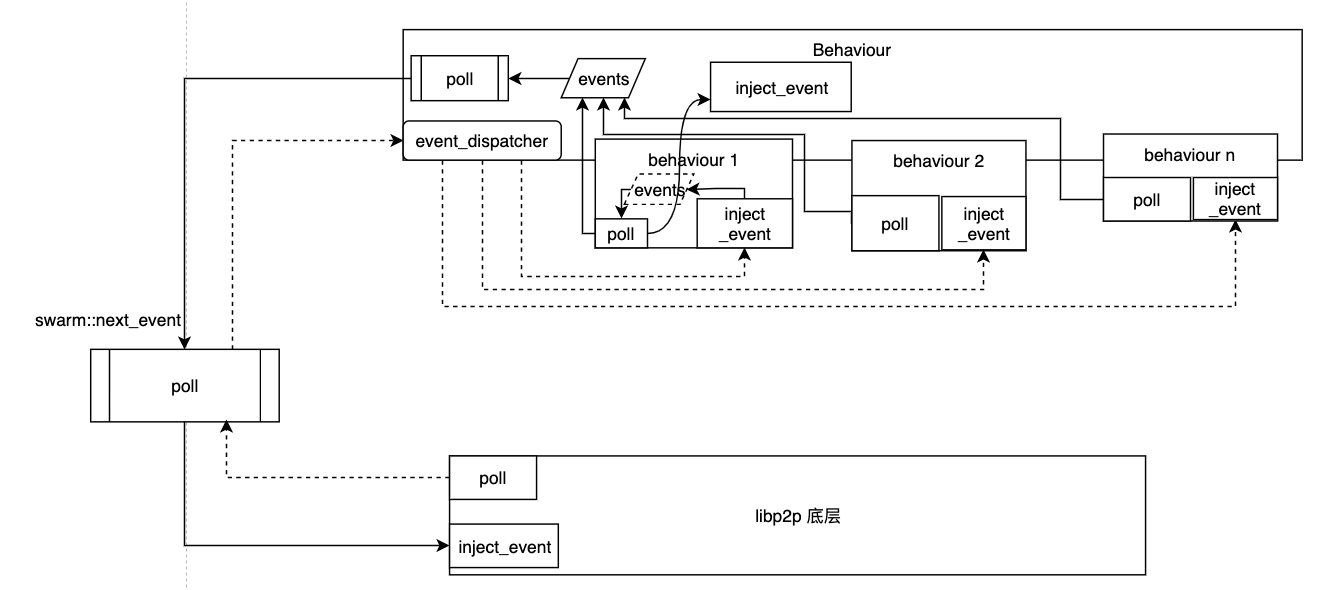 Behaviour
poll
events
inject_event
event_dispatcher
behaviour 1
events
poll
inject
_event
behaviour 2
poll
inject
_event
behaviour n
poll
inject
_event
swarm::next_event
poll
poll
libp2p 底层
inject_event